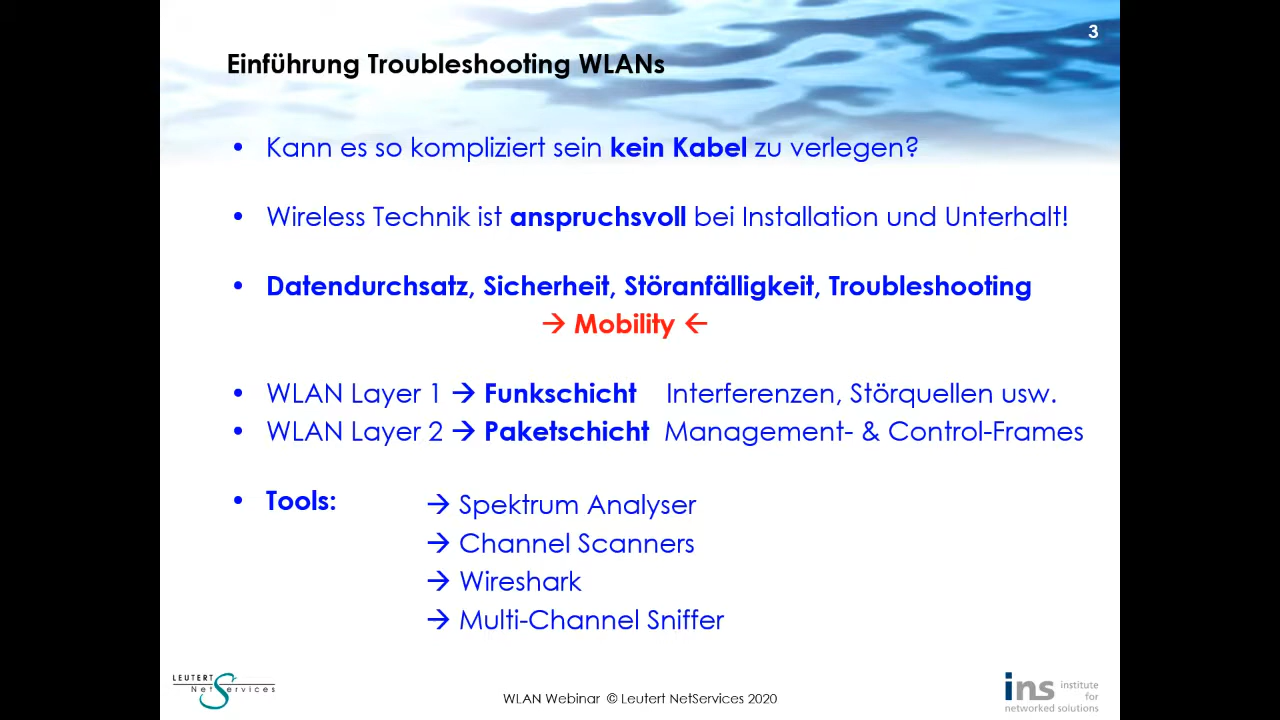 3
Einführung Troubleshooting WLANs
• Kann es so kompliziert sein kein Kabel zu verlegen?
• Wireless Technik ist anspruchsvoll bei Installation und Unterhalt!
• Datendurchsatz, Sicherheit, Störanfälligkeit, Troubleshooting
→ Mobility ←
• WLAN Layer 1 → Funkschicht Interferenzen, Störquellen usw.
• WLAN Layer 2 → Paketschicht Management- & Control-Frames
• Tools:
→ Spektrum Analyser
→ Channel Scanners
→ Wireshark
→ Multi-Channel Sniffer
LEUTERT
NetServices
WLAN Webinar © Leutert NetServices 2020
ins institute
for
networked solutions